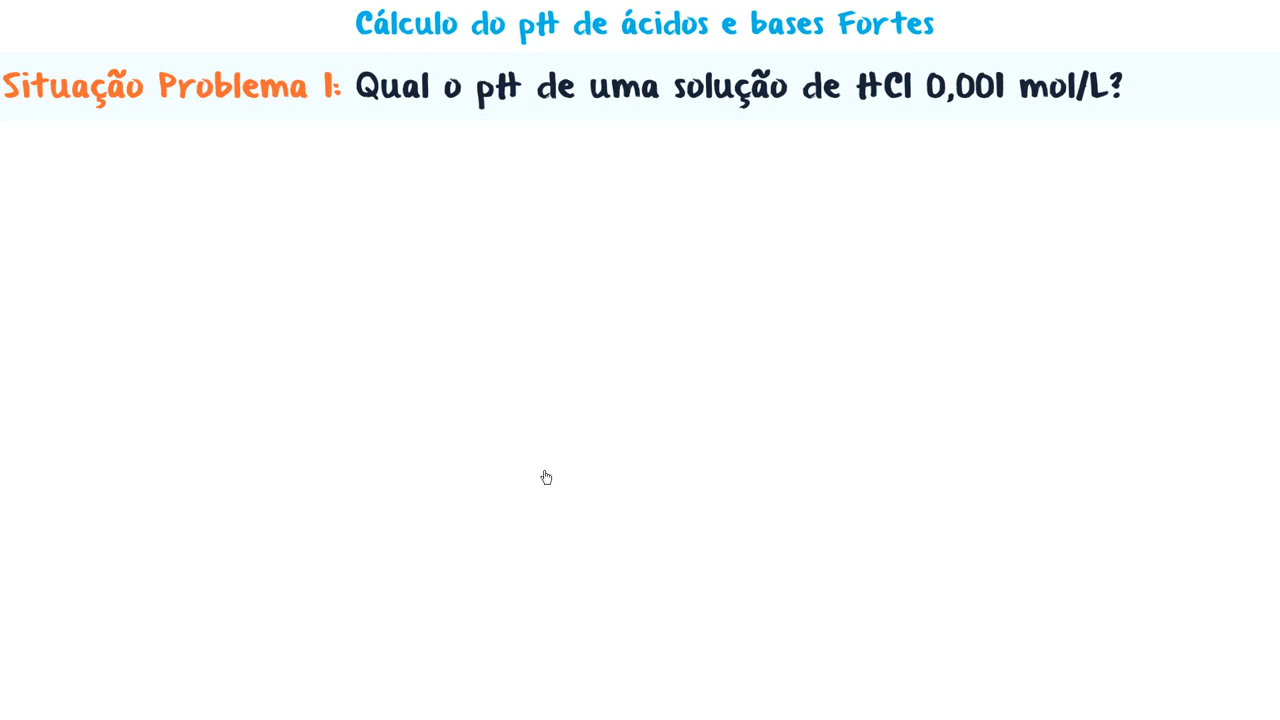 Cálculo do pH de ácidos e bases Fortes
Situação Problema 1: Qual o pH de uma solução de HCl 0,001 mol/L?